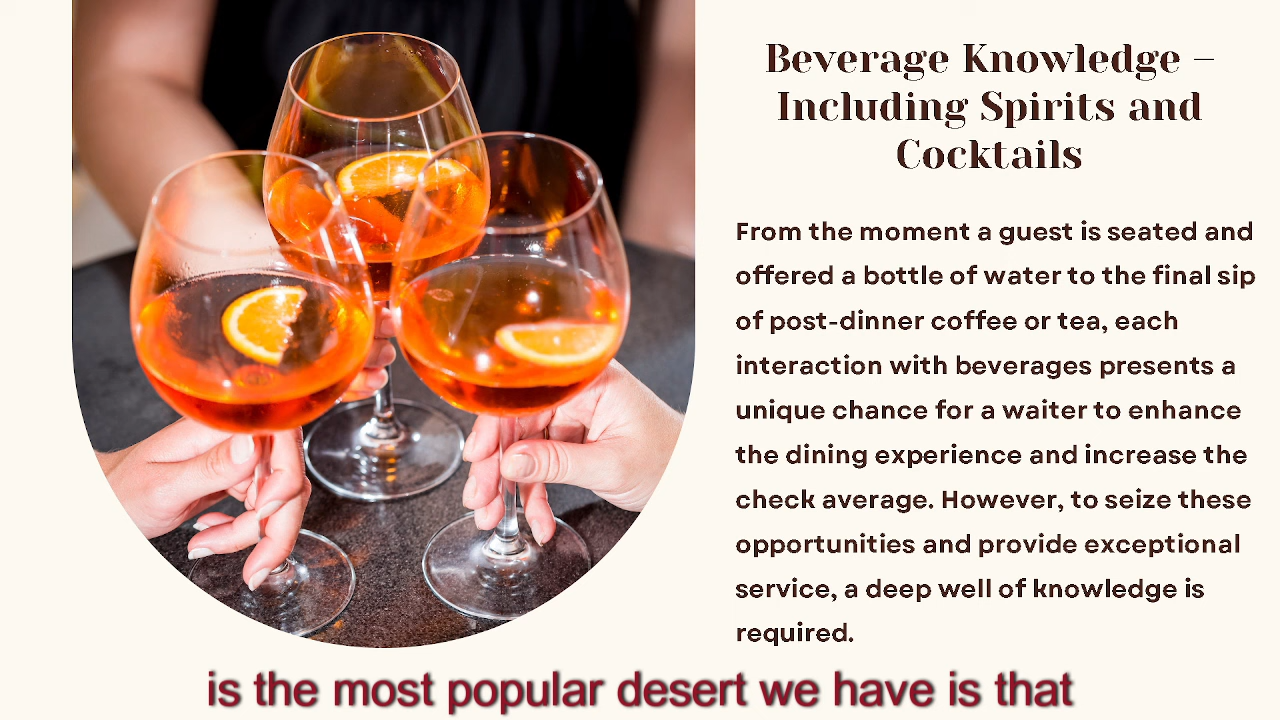 Beverage Knowledge –
Including Spirits and
Cocktails
From the moment a guest is seated and
offered a bottle of water to the final sip
of post-dinner coffee or tea, each
interaction with beverages presents a
unique chance for a waiter to enhance
the dining experience and increase the
check average. However, to seize these
opportunities and provide exceptional
service, a deep well of knowledge is
required.
is the most popular desert we have is that